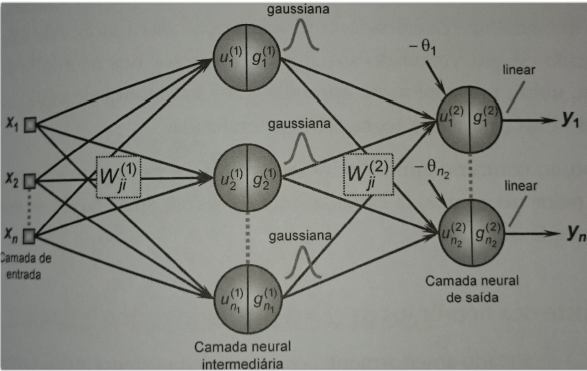 gaussiana
u₁⁽¹⁾ g₁⁽¹⁾
-θ₁
linear
x₁
gaussiana
u₁⁽²⁾ g₁⁽²⁾
y₁
x₂
W_ji⁽¹⁾
u₂⁽¹⁾ g₂⁽¹⁾
W_ji⁽²⁾
-θₙ₂
linear
xₙ
gaussiana
uₙ₂⁽²⁾ gₙ₂⁽²⁾
yₙ
Camada de
entrada
uₙ₁⁽¹⁾ gₙ₁⁽¹⁾
Camada neural
de saída
Camada neural
intermediária